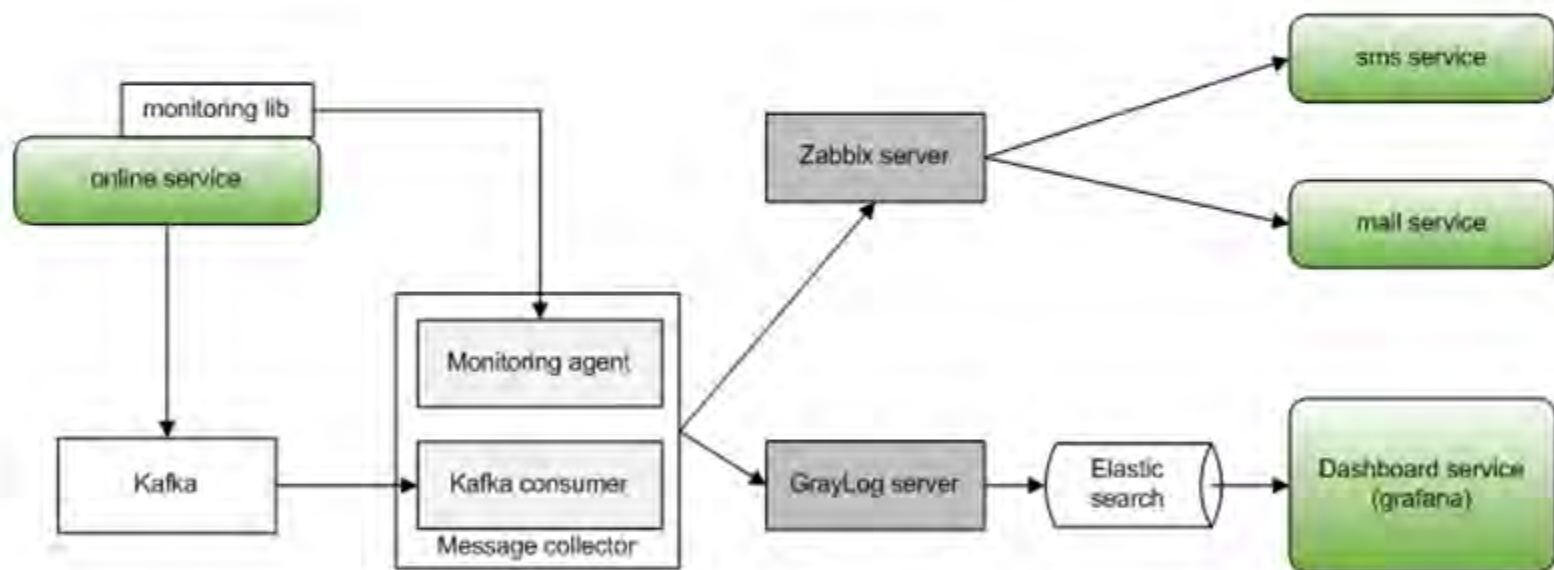 monitoring lib
online service
Kafka
Monitoring agent
Kafka consumer
Message collector
Zabbix server
GrayLog server
Elastic
search
sms service
mail service
Dashboard service
(grafana)